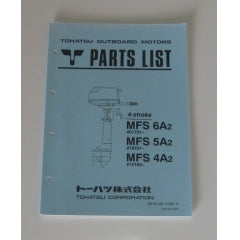 TOHATSU OUTBOARD MOTORS
PARTS LIST
4-stroke
MFS 6A2
MFS 5A2
MFS 4A2
トーハツ株式会社
TOHATSU CORPORATION